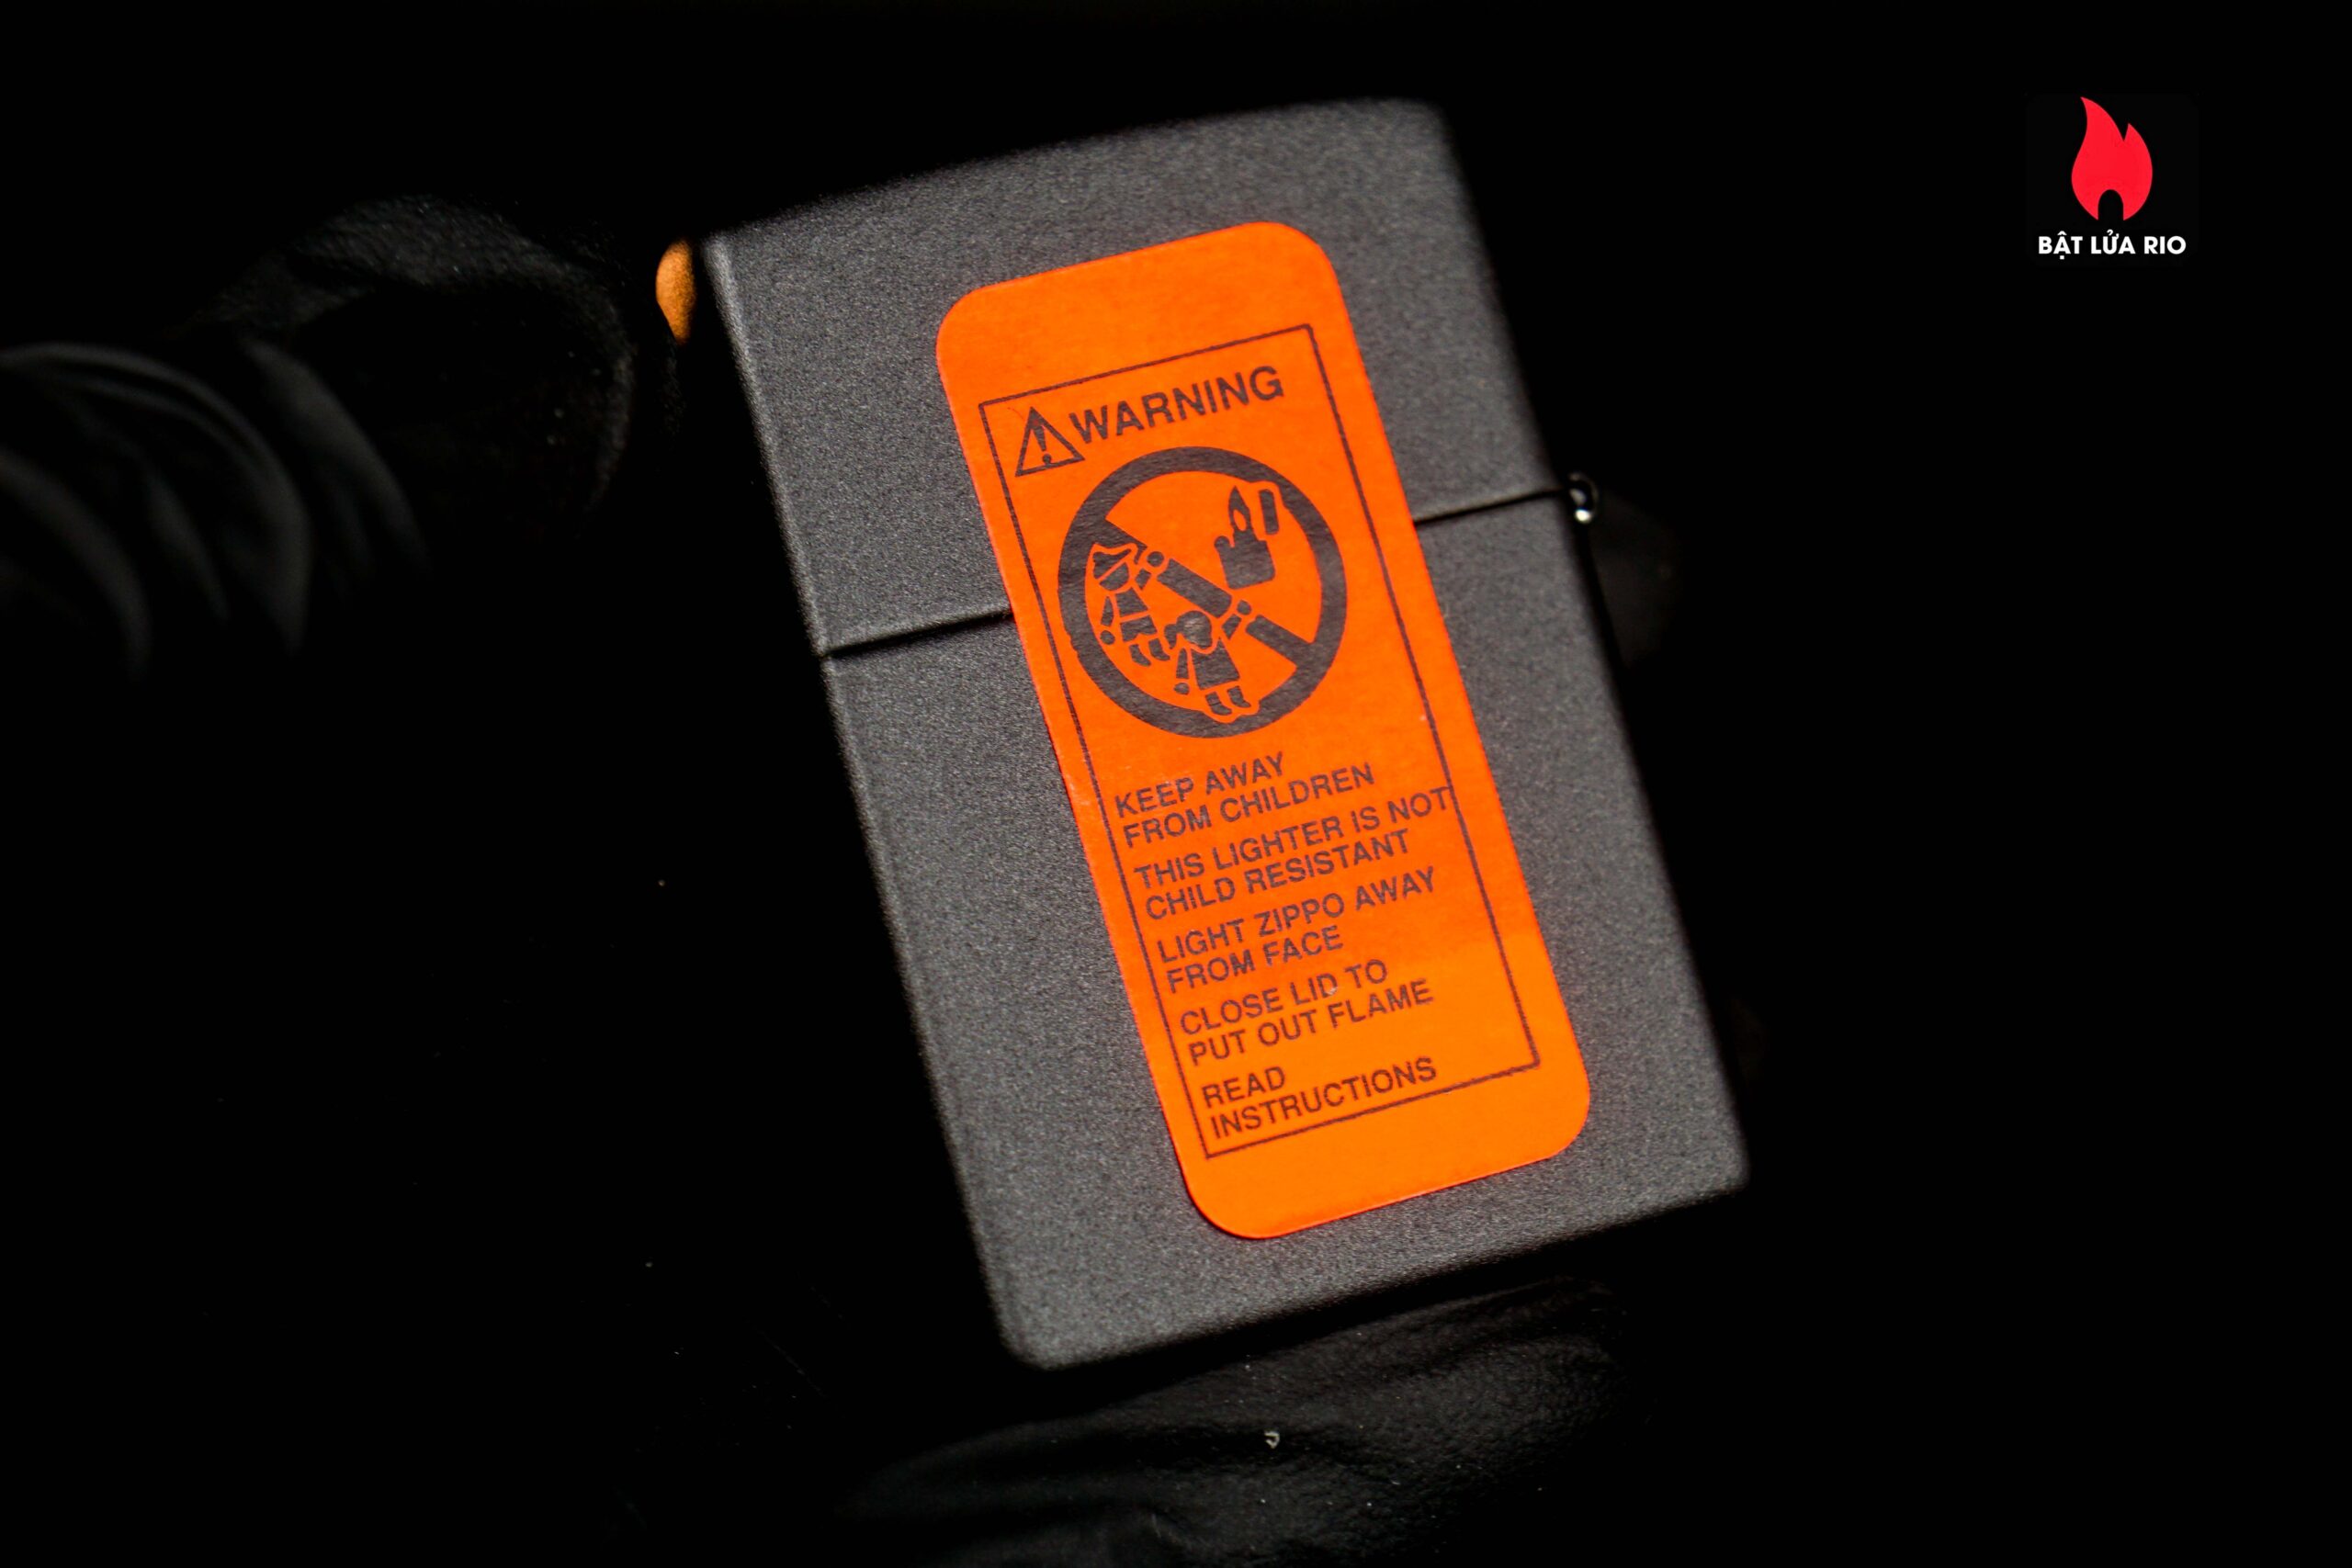 BẬT LỬA RIO
WARNING
KEEP AWAY
FROM CHILDREN
THIS LIGHTER IS NOT
CHILD RESISTANT
LIGHT ZIPPO AWAY
FROM FACE
CLOSE LID TO
PUT OUT FLAME
READ
INSTRUCTIONS